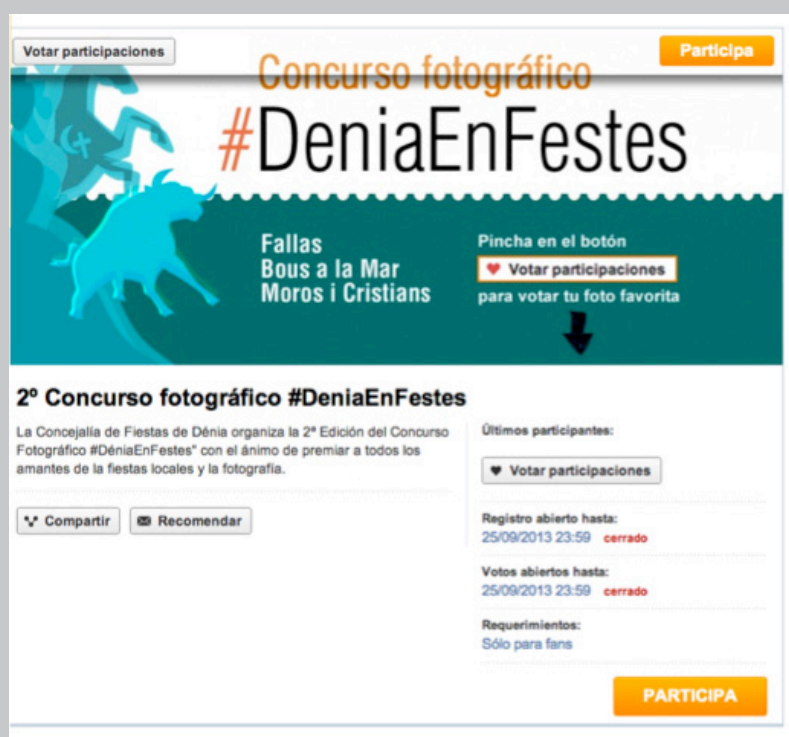 Votar participaciones
Participa
Concurso fotográfico
#DeniaEnFestes
Fallas
Bous a la Mar
Moros i Cristians
Pincha en el botón
Votar participaciones
para votar tu foto favorita
2º Concurso fotográfico #DeniaEnFestes
La Concejalía de Fiestas de Dénia organiza la 2ª Edición del Concurso
Fotográfico #DéniaEnFestes" con el ánimo de premiar a todos los
amantes de la fiestas locales y la fotografía.
Compartir
Recomendar
Últimos participantes:
Votar participaciones
Registro abierto hasta:
25/09/2013 23:59 cerrado
Votos abiertos hasta:
25/09/2013 23:59 cerrado
Requerimientos:
Sólo para fans
PARTICIPA